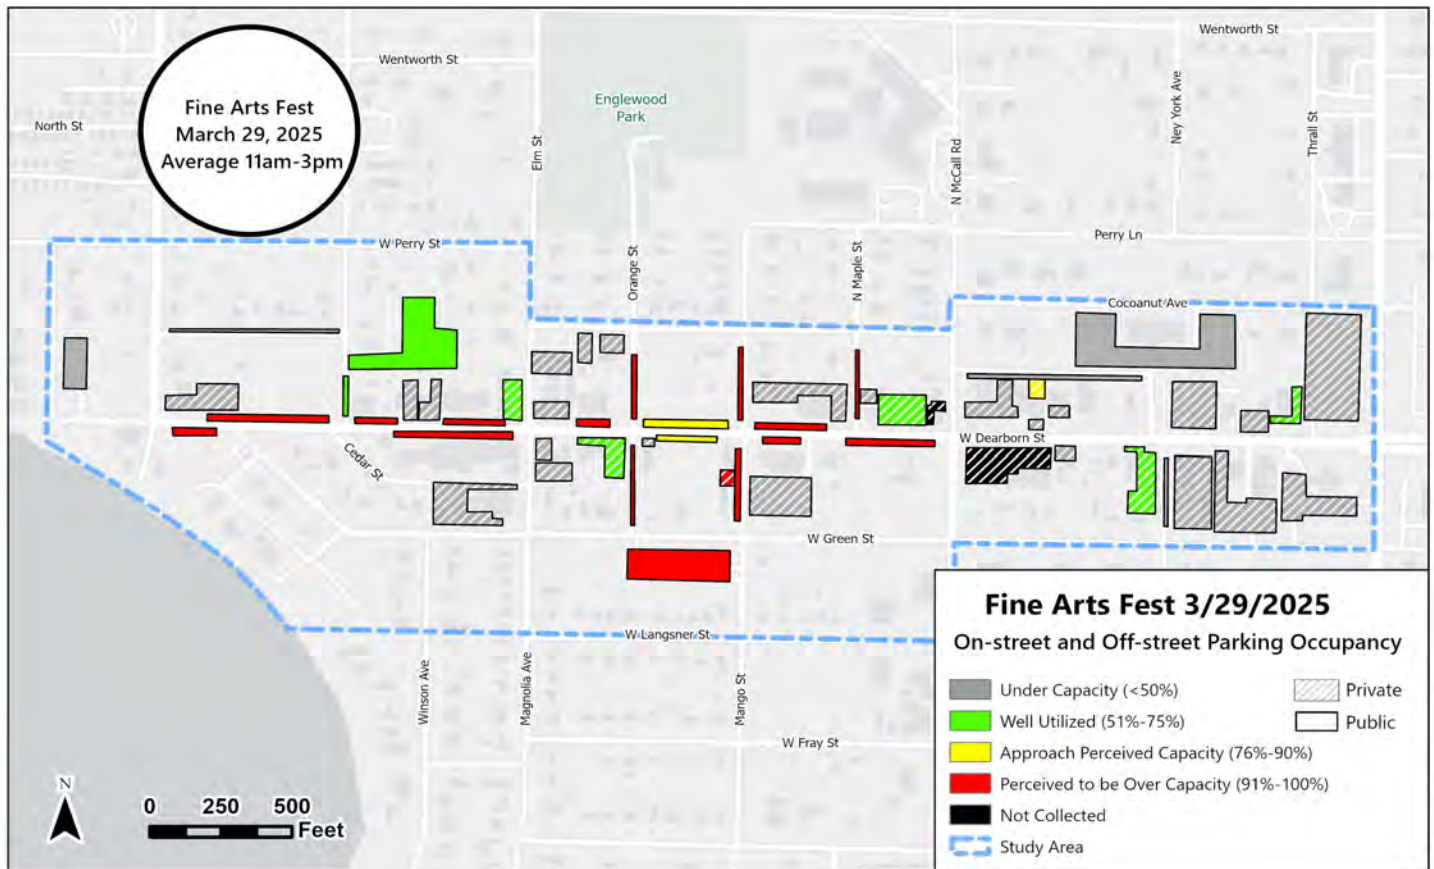 Wentworth St
Wentworth St
Fine Arts Fest
March 29, 2025
Average 11am-3pm
North St
Englewood
Park
Elm St
N McCall Rd
Ney York Ave
Thrall St
W Perry St
Orange St
N Maple St
Perry Ln
Cocoanut Ave
W Dearborn St
Cedar St
W Green St
W Langsner St
Winson Ave
Magnolia Ave
Mango St
W Fray St
N
0 250 500
Feet
Fine Arts Fest 3/29/2025
On-street and Off-street Parking Occupancy
Under Capacity (<50%)
Private
Well Utilized (51%-75%)
Public
Approach Perceived Capacity (76%-90%)
Perceived to be Over Capacity (91%-100%)
Not Collected
Study Area